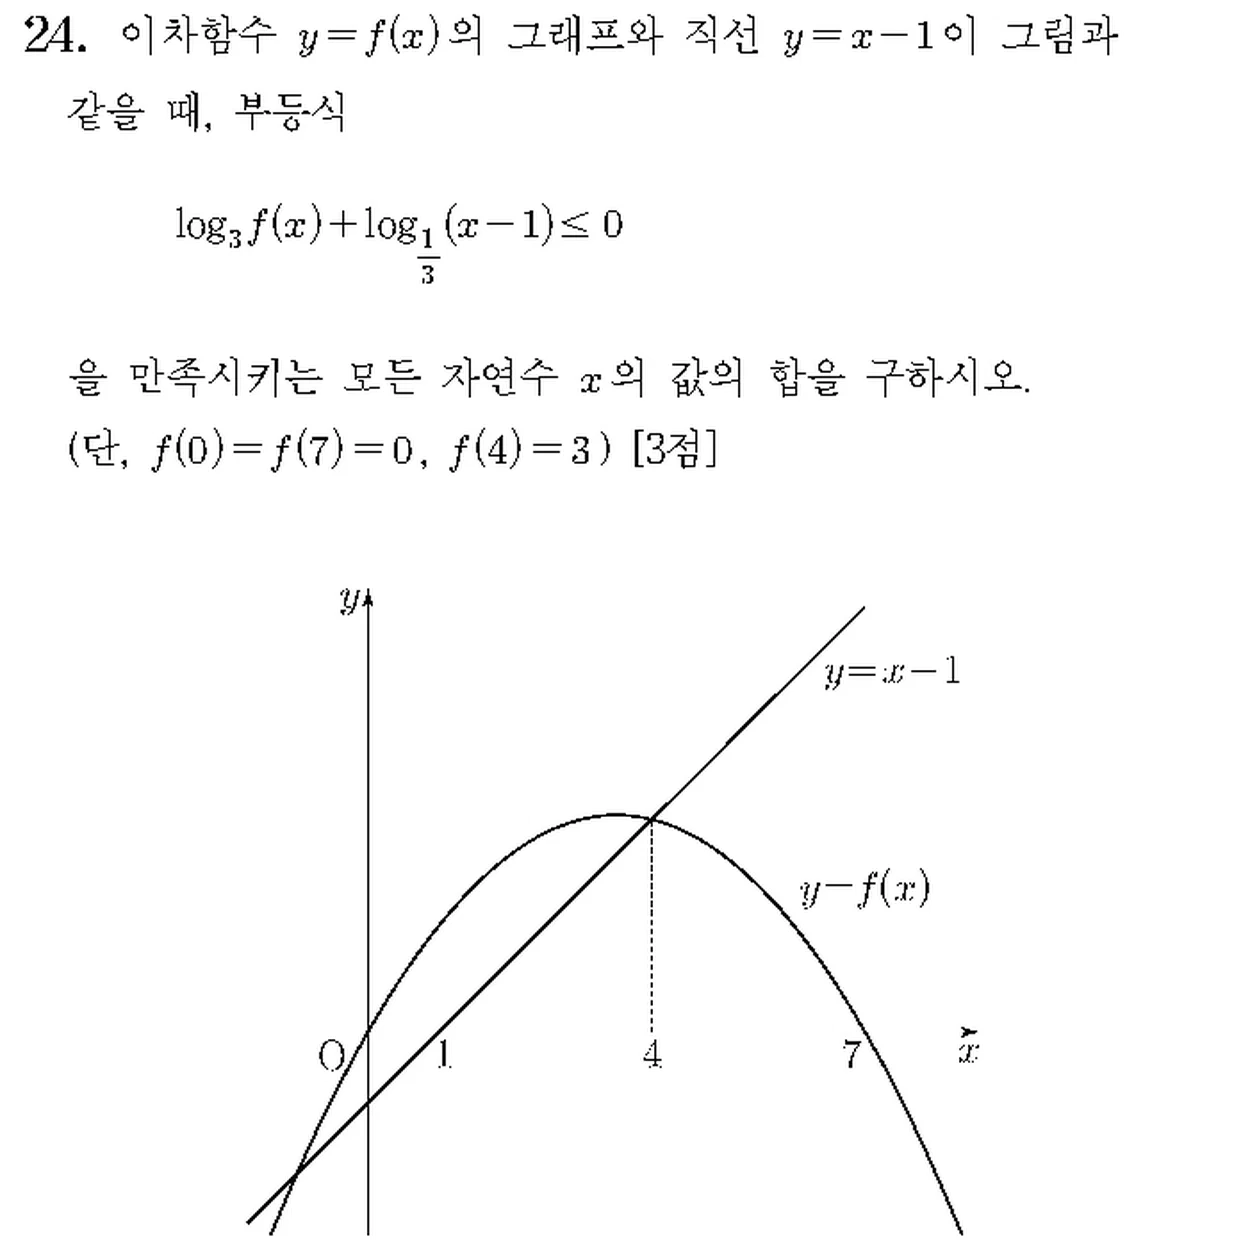 24. 이차함수 y=f(x)의 그래프와 직선 y=x-1이 그림과
같을 때, 부등식
log₃f(x)+log_{1/3}(x-1)≤ 0
을 만족시키는 모든 자연수 x의 값의 합을 구하시오.
(단, f(0)=f(7)=0, f(4)=3) [3점]
y
y=x-1
y-f(x)
O 1 4 7 x